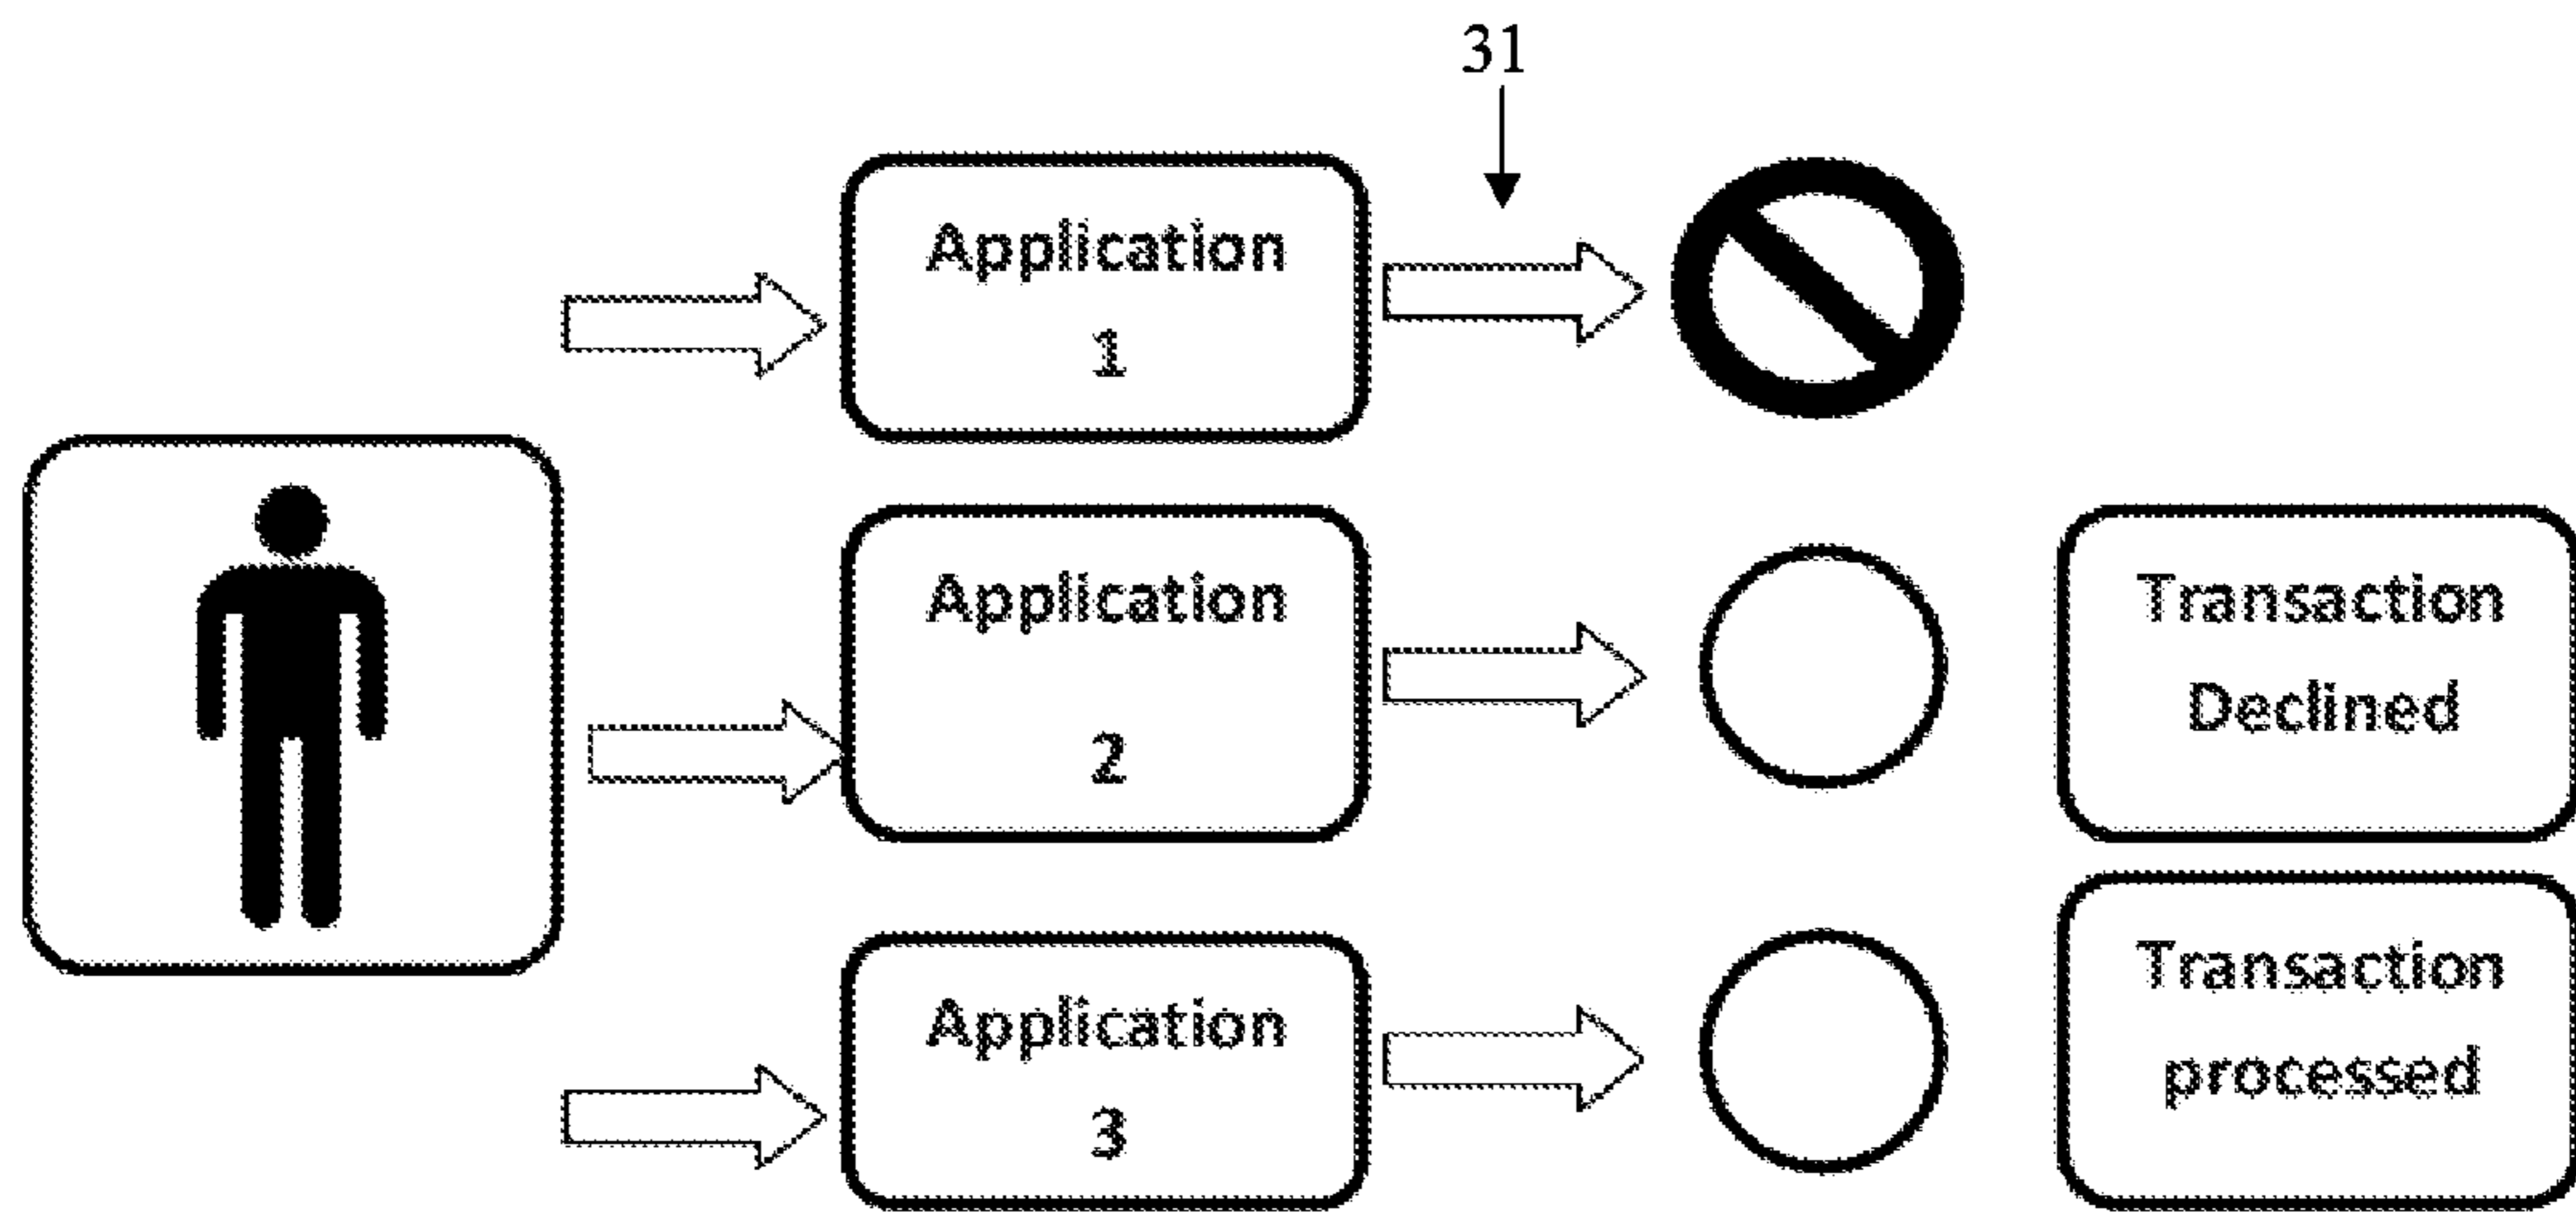 31
Application
1
Application
2
Transaction
Declined
Application
3
Transaction
processed